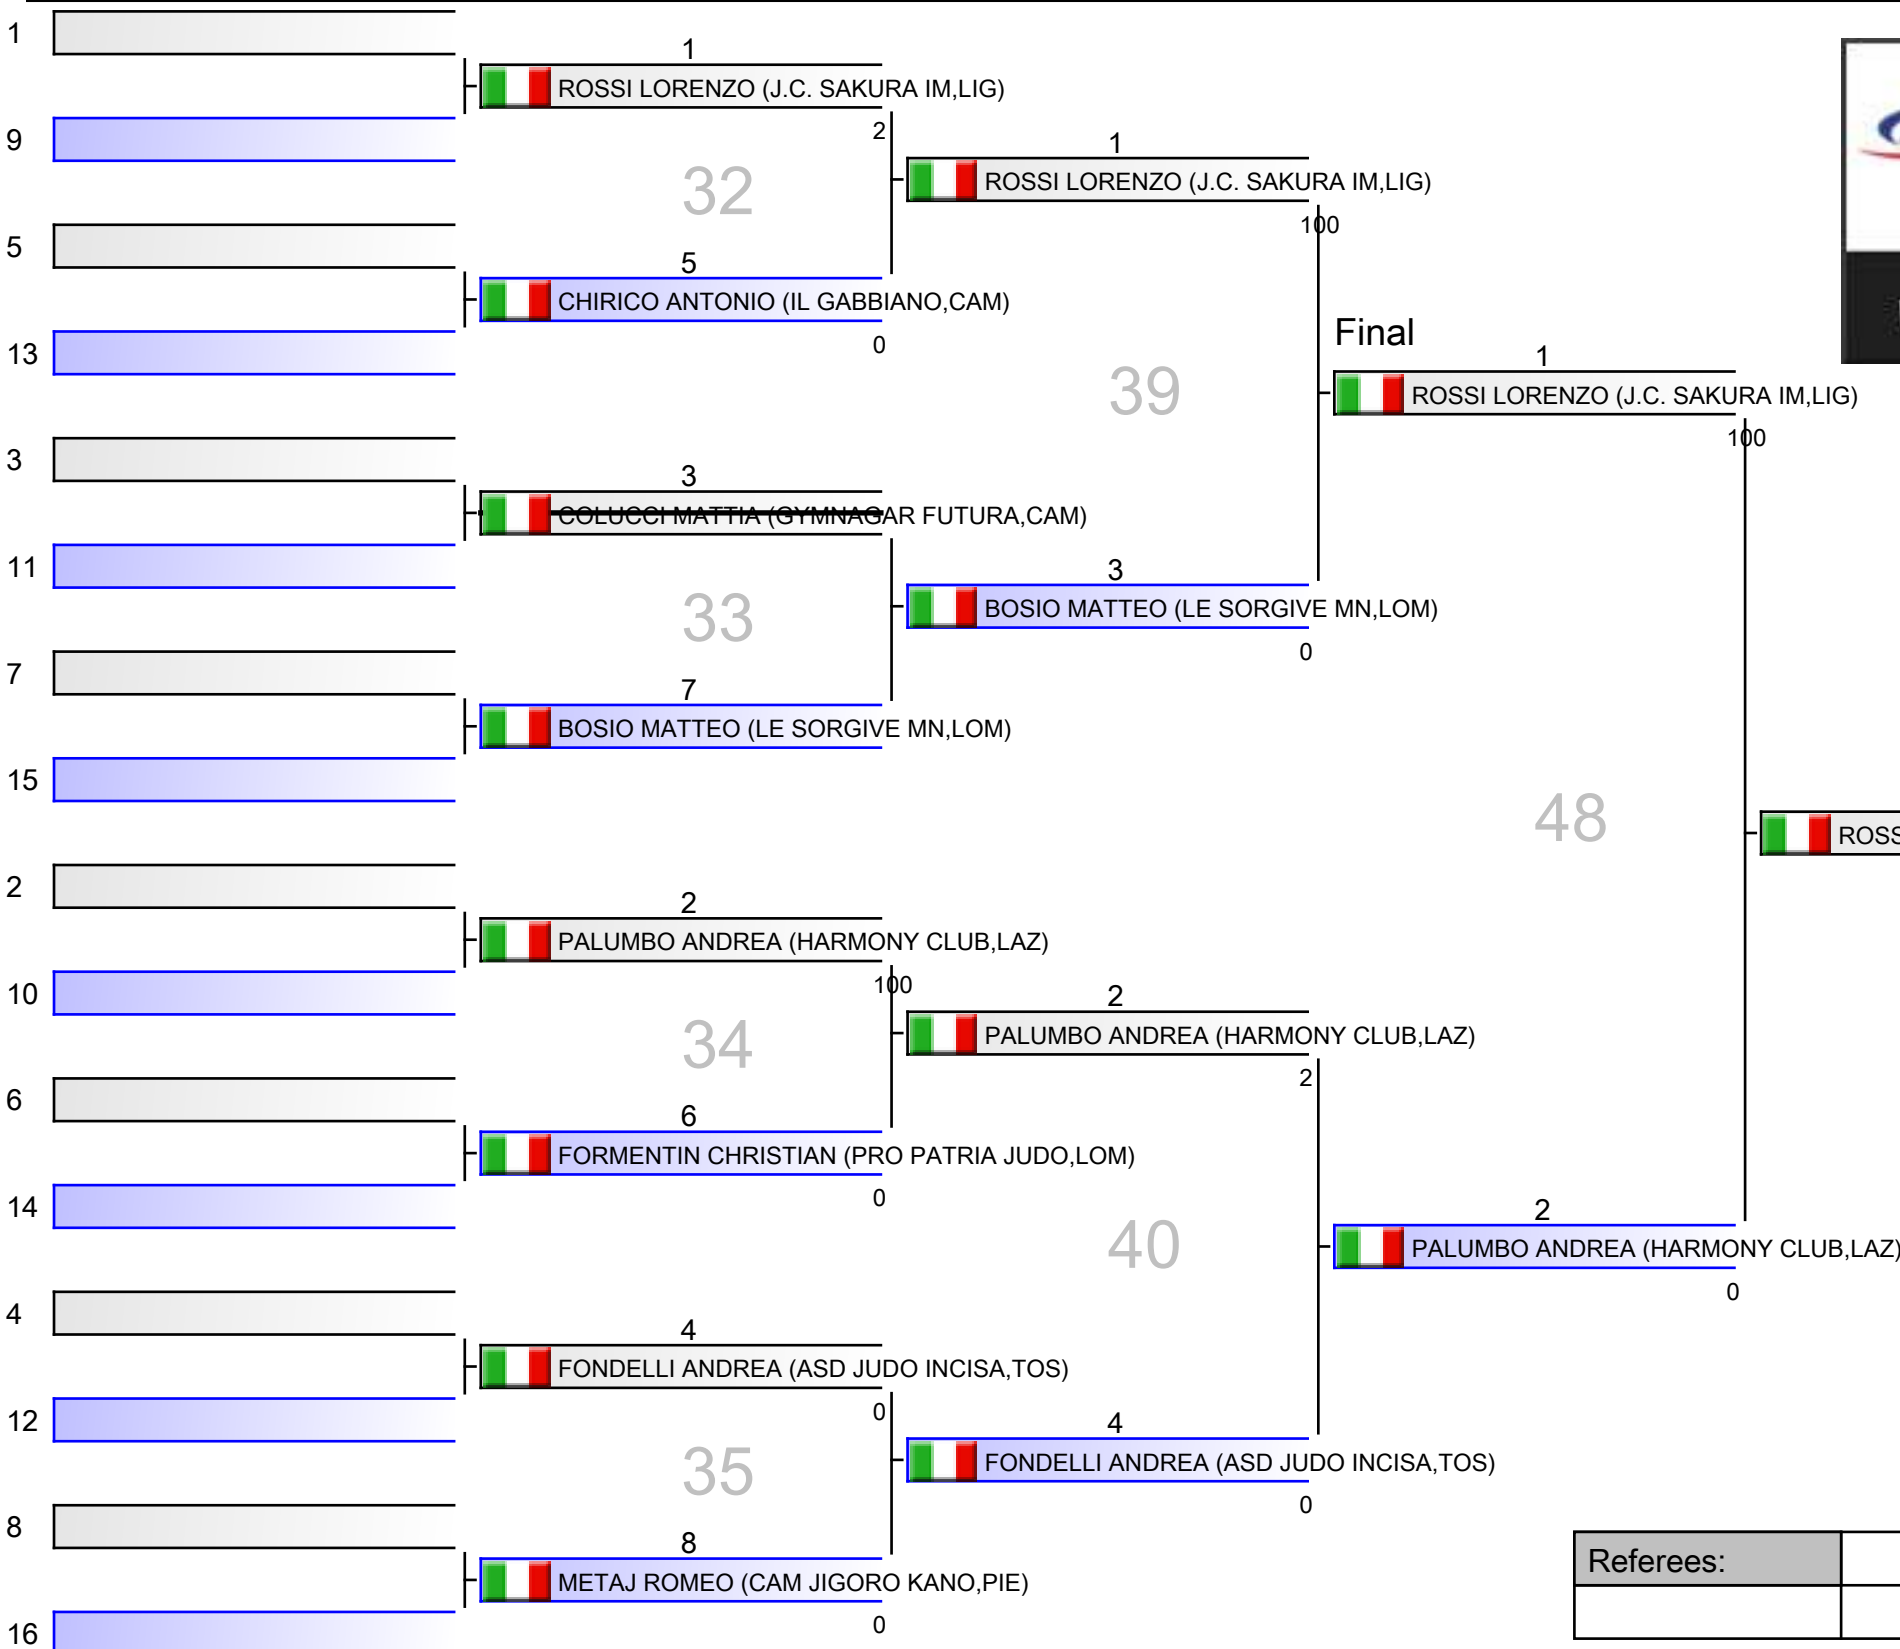 1
1
ROSSI LORENZO (J.C. SAKURA IM,LIG)
2
9
32
1
ROSSI LORENZO (J.C. SAKURA IM,LIG)
100
5
5
CHIRICO ANTONIO (IL GABBIANO,CAM)
0
13
39
Final
1
ROSSI LORENZO (J.C. SAKURA IM,LIG)
100
3
3
COLUCCI MATTIA (GYMNAGAR FUTURA,CAM)
11
33
3
BOSIO MATTEO (LE SORGIVE MN,LOM)
0
7
7
BOSIO MATTEO (LE SORGIVE MN,LOM)
15
48
ROSS
2
2
PALUMBO ANDREA (HARMONY CLUB,LAZ)
100
10
34
2
PALUMBO ANDREA (HARMONY CLUB,LAZ)
2
6
6
FORMENTIN CHRISTIAN (PRO PATRIA JUDO,LOM)
0
14
40
2
PALUMBO ANDREA (HARMONY CLUB,LAZ)
0
4
4
FONDELLI ANDREA (ASD JUDO INCISA,TOS)
0
12
35
4
FONDELLI ANDREA (ASD JUDO INCISA,TOS)
0
8
8
METAJ ROMEO (CAM JIGORO KANO,PIE)
0
16
Referees: